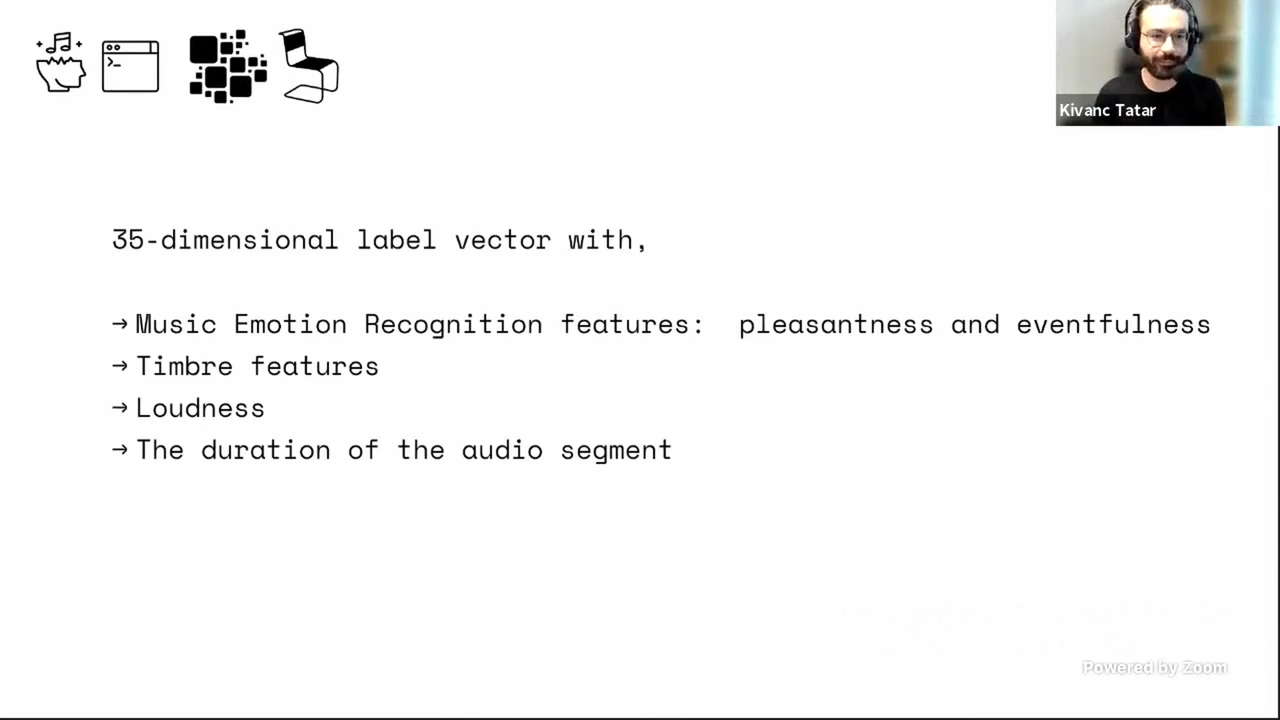 Kivanc Tatar
35-dimensional label vector with,
→ Music Emotion Recognition features: pleasantness and eventfulness
→ Timbre features
→ Loudness
→ The duration of the audio segment
Powered by Zoom